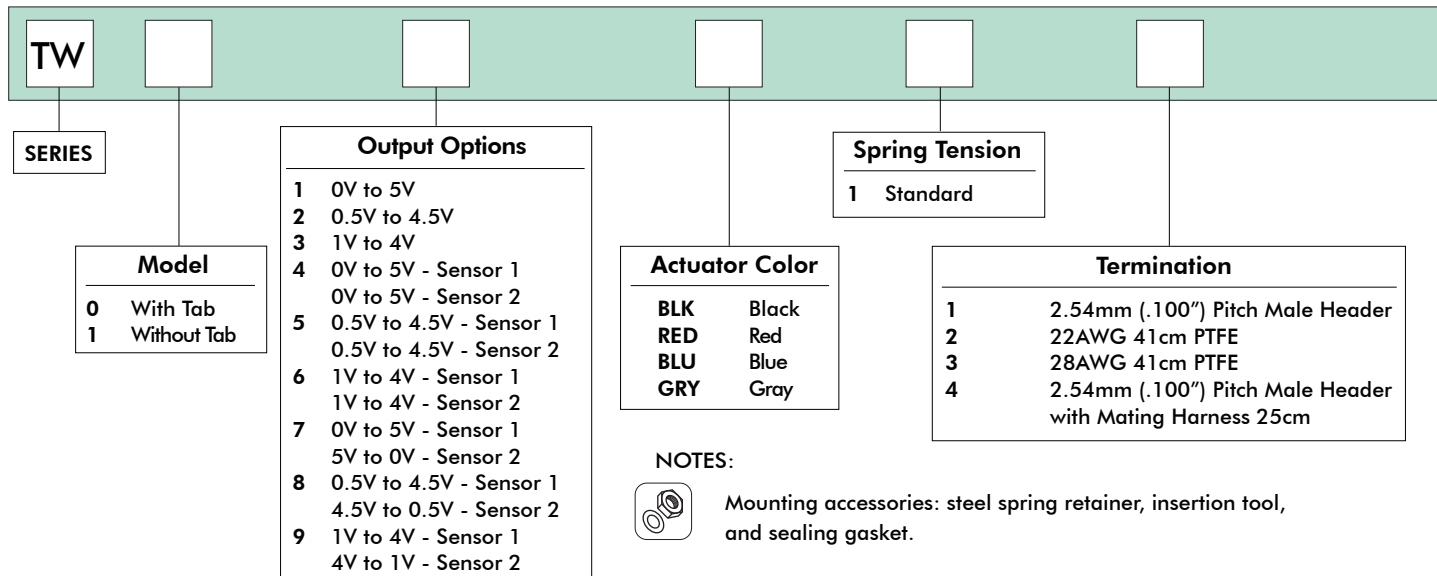 TW
SERIES
Model
0 With Tab
1 Without Tab
Output Options
1 0V to 5V
2 0.5V to 4.5V
3 1V to 4V
4 0V to 5V - Sensor 1
0V to 5V - Sensor 2
5 0.5V to 4.5V - Sensor 1
0.5V to 4.5V - Sensor 2
6 1V to 4V - Sensor 1
1V to 4V - Sensor 2
7 0V to 5V - Sensor 1
5V to 0V - Sensor 2
8 0.5V to 4.5V - Sensor 1
4.5V to 0.5V - Sensor 2
9 1V to 4V - Sensor 1
4V to 1V - Sensor 2
Actuator Color
BLK Black
RED Red
BLU Blue
GRY Gray
Spring Tension
1 Standard
Termination
1 2.54mm (.100”) Pitch Male Header
2 22AWG 41cm PTFE
3 28AWG 41cm PTFE
4 2.54mm (.100”) Pitch Male Header
with Mating Harness 25cm
NOTES:
Mounting accessories: steel spring retainer, insertion tool,
and sealing gasket.